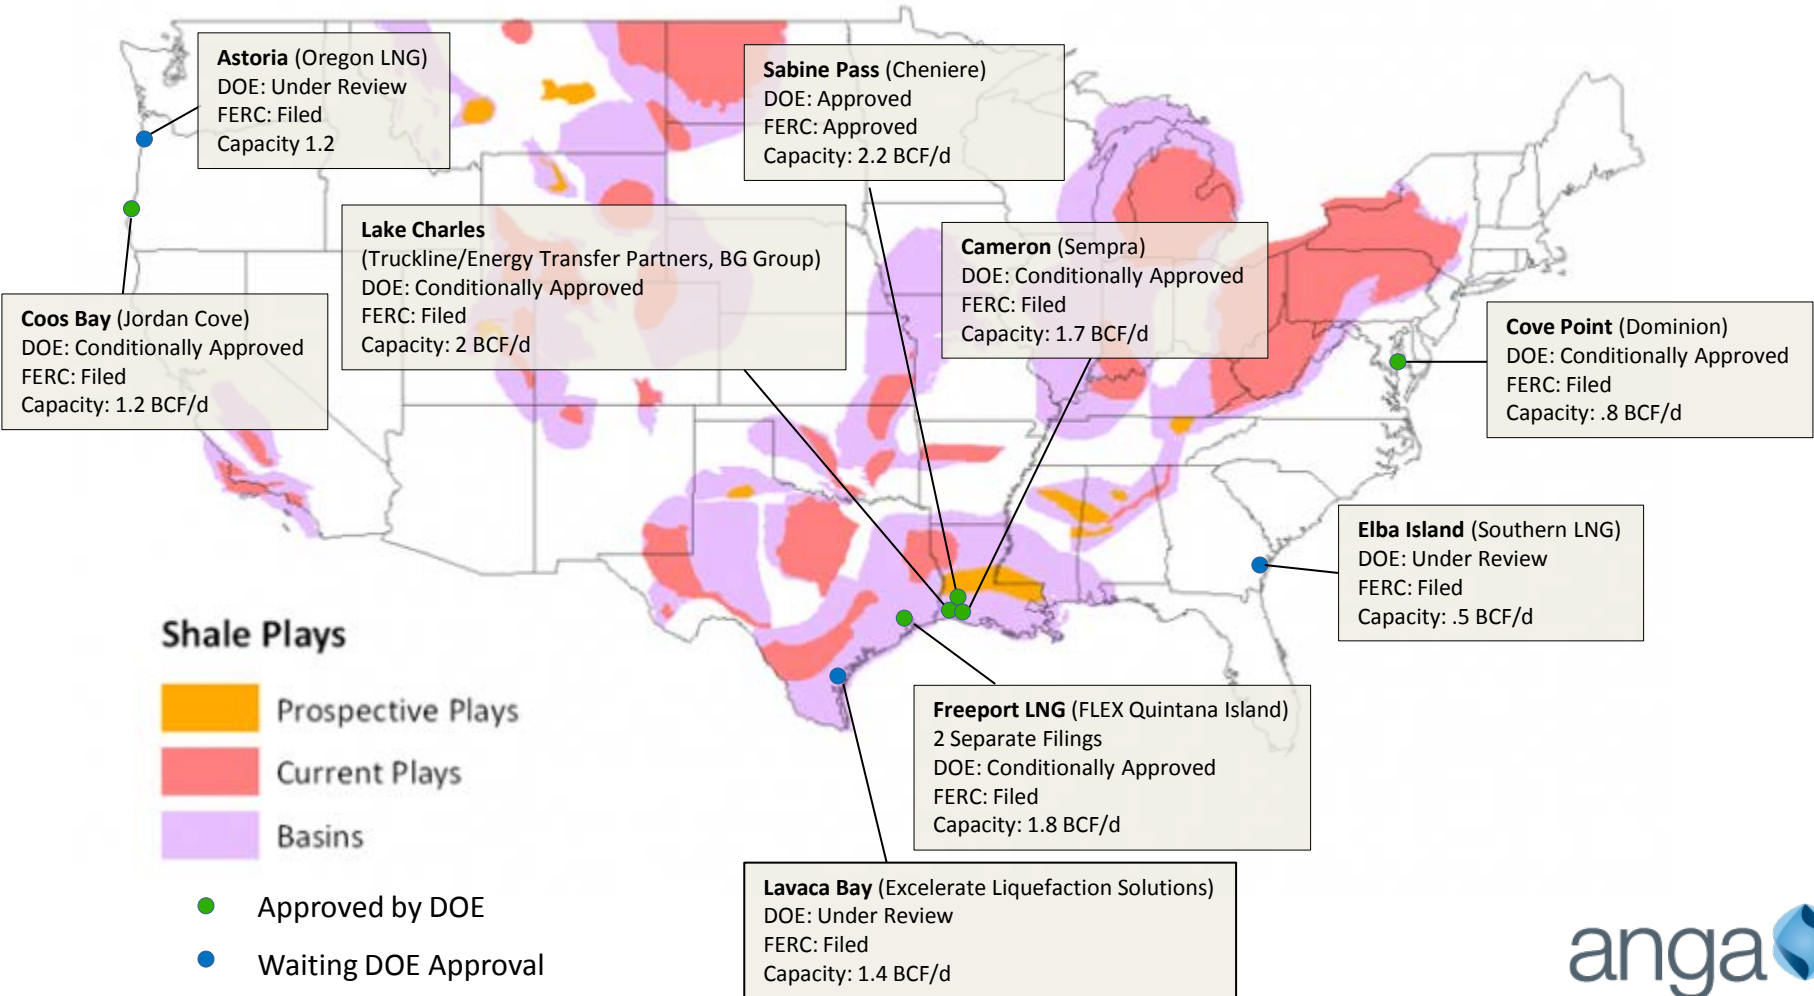 Astoria (Oregon LNG)
DOE: Under Review
FERC: Filed
Capacity 1.2
Sabine Pass (Cheniere)
DOE: Approved
FERC: Approved
Capacity: 2.2 BCF/d
Lake Charles
(Truckline/Energy Transfer Partners, BG Group)
DOE: Conditionally Approved
FERC: Filed
Capacity: 2 BCF/d
Cameron (Sempra)
DOE: Conditionally Approved
FERC: Filed
Capacity: 1.7 BCF/d
Coos Bay (Jordan Cove)
DOE: Conditionally Approved
FERC: Filed
Capacity: 1.2 BCF/d
Cove Point (Dominion)
DOE: Conditionally Approved
FERC: Filed
Capacity: .8 BCF/d
Elba Island (Southern LNG)
DOE: Under Review
FERC: Filed
Capacity: .5 BCF/d
Freeport LNG (FLEX Quintana Island)
2 Separate Filings
DOE: Conditionally Approved
FERC: Filed
Capacity: 1.8 BCF/d
Lavaca Bay (Excelerate Liquefaction Solutions)
DOE: Under Review
FERC: Filed
Capacity: 1.4 BCF/d
Shale Plays
Prospective Plays
Current Plays
Basins
Approved by DOE
Waiting DOE Approval
anga